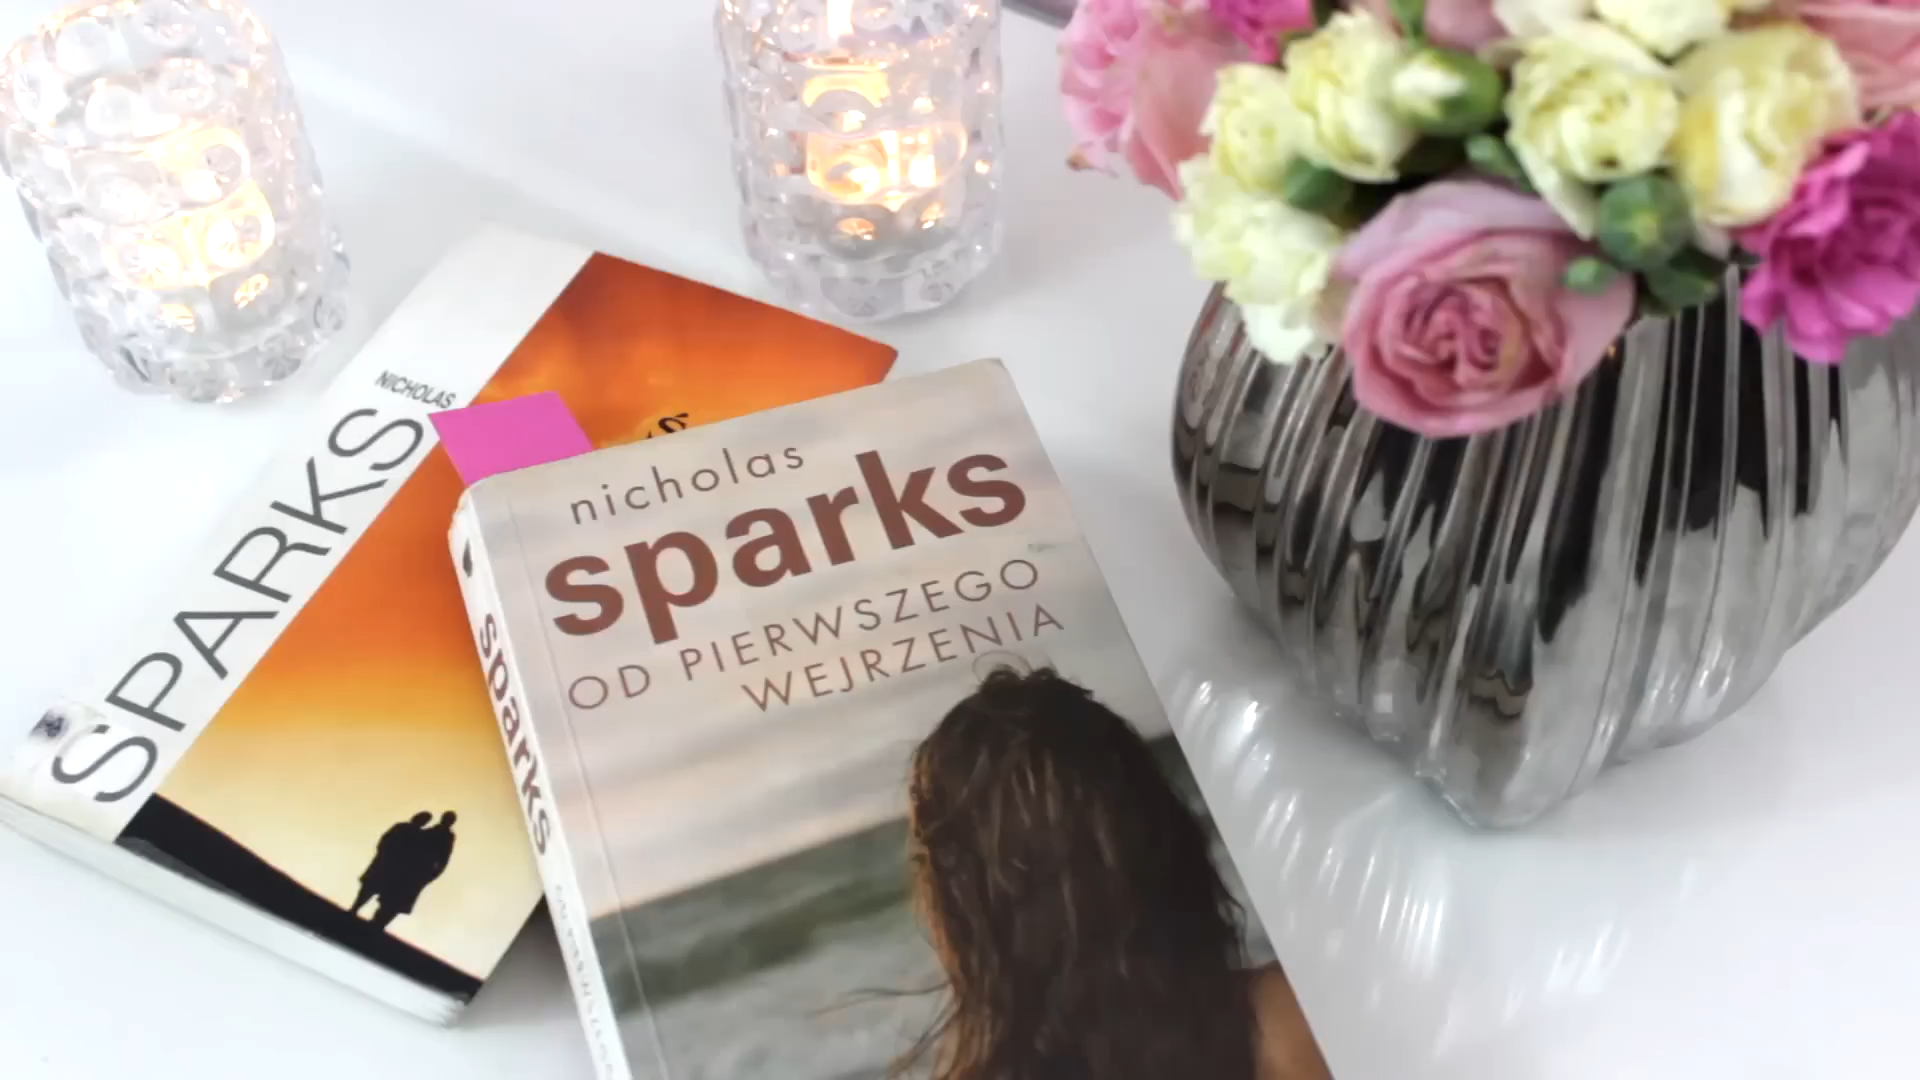 NICHOLAS
SPARKS
nicholas
sparks
OD PIERWSZEGO
WEJRZENIA
sparks